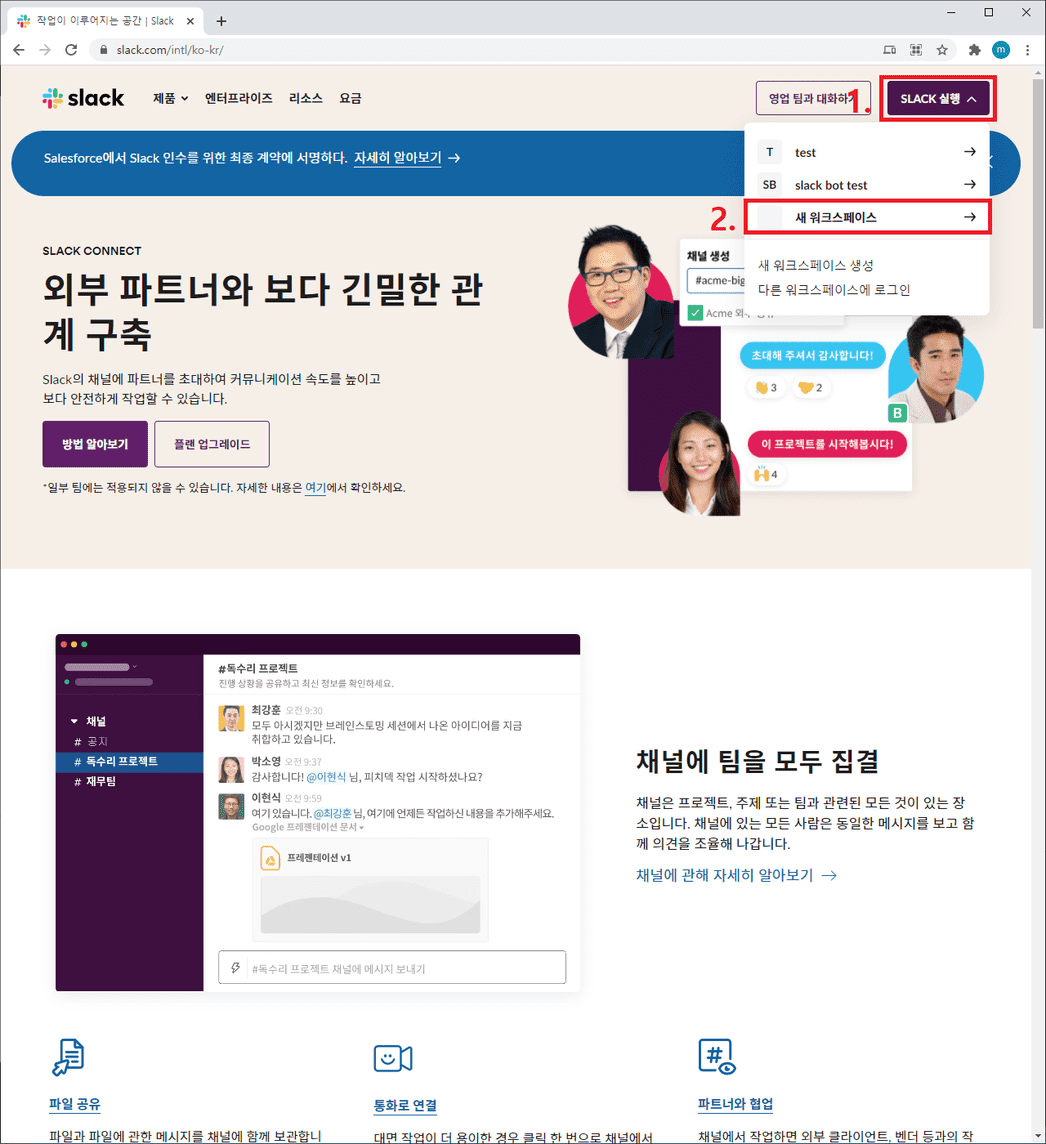 작업이 이루어지는 공간 | Slack
slack.com/intl/ko-kr/
m
slack
제품
엔터프라이즈
리소스
요금
영업 팀과 대화하기
1.
SLACK 실행
Salesforce에서 Slack 인수를 위한 최종 계약에 서명하다. 자세히 알아보기 →
T test →
SB slack bot test →
2.
새 워크스페이스 →
새 워크스페이스 생성
다른 워크스페이스에 로그인
SLACK CONNECT
외부 파트너와 보다 긴밀한 관
계 구축
Slack의 채널에 파트너를 초대하여 커뮤니케이션 속도를 높이고
보다 안전하게 작업할 수 있습니다.
방법 알아보기
플랜 업그레이드
*일부 팀에는 적용되지 않을 수 있습니다. 자세한 내용은 여기에서 확인하세요.
채널 생성
#acme-big
Acme 외부
초대해 주셔서 감사합니다!
3
2
B
이 프로젝트를 시작해봅시다!
4
#독수리 프로젝트
진행 상황을 공유하고 최신 정보를 확인하세요.
채널
# 공지
# 독수리 프로젝트
# 재무팀
최강훈 오전 9:30
모두 아시겠지만 브레인스토밍 세션에서 나온 아이디어를 지금
취합하고 있습니다.
박소영 오전 9:37
감사합니다! @이현식 님, 피치덱 작업 시작하셨나요?
이현식 오전 9:59
여기 있습니다. @최강훈 님, 여기에 언제든 작업하신 내용을 추가해주세요.
Google 프레젠테이션 문서
프레젠테이션 v1
#독수리 프로젝트 채널에 메시지 보내기
채널에 팀을 모두 집결
채널은 프로젝트, 주제 또는 팀과 관련된 모든 것이 있는 장
소입니다. 채널에 있는 모든 사람은 동일한 메시지를 보고 함
께 의견을 조율해 나갑니다.
채널에 관해 자세히 알아보기 →
파일 공유
파일과 파일에 관한 메시지를 채널에 함께 보관합니
통화로 연결
대면 작업이 더 용이한 경우 클릭 한 번으로 채널에서
파트너와 협업
채널에서 작업하면 외부 클라이언트, 벤더 등과의 작